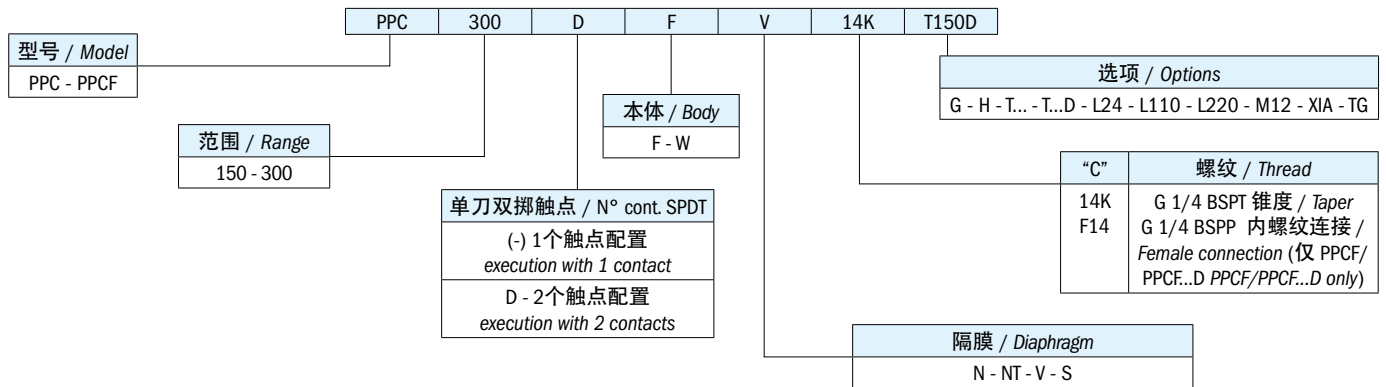 PPC 300 D F V 14K T150D
型号 / Model
PPC - PPCF
选项 / Options
G - H - T... - T...D - L24 - L110 - L220 - M12 - XIA - TG
本体 / Body
F - W
范围 / Range
150 - 300
“C” 螺纹 / Thread
14K G 1/4 BSPT 锥度 / Taper
F14 G 1/4 BSPP 内螺纹连接 /
Female connection (仅 PPCF/
PPCF...D PPCF/PPCF...D only)
单刀双掷触点 / N° cont. SPDT
(-) 1个触点配置
execution with 1 contact
D - 2个触点配置
execution with 2 contacts
隔膜 / Diaphragm
N - NT - V - S